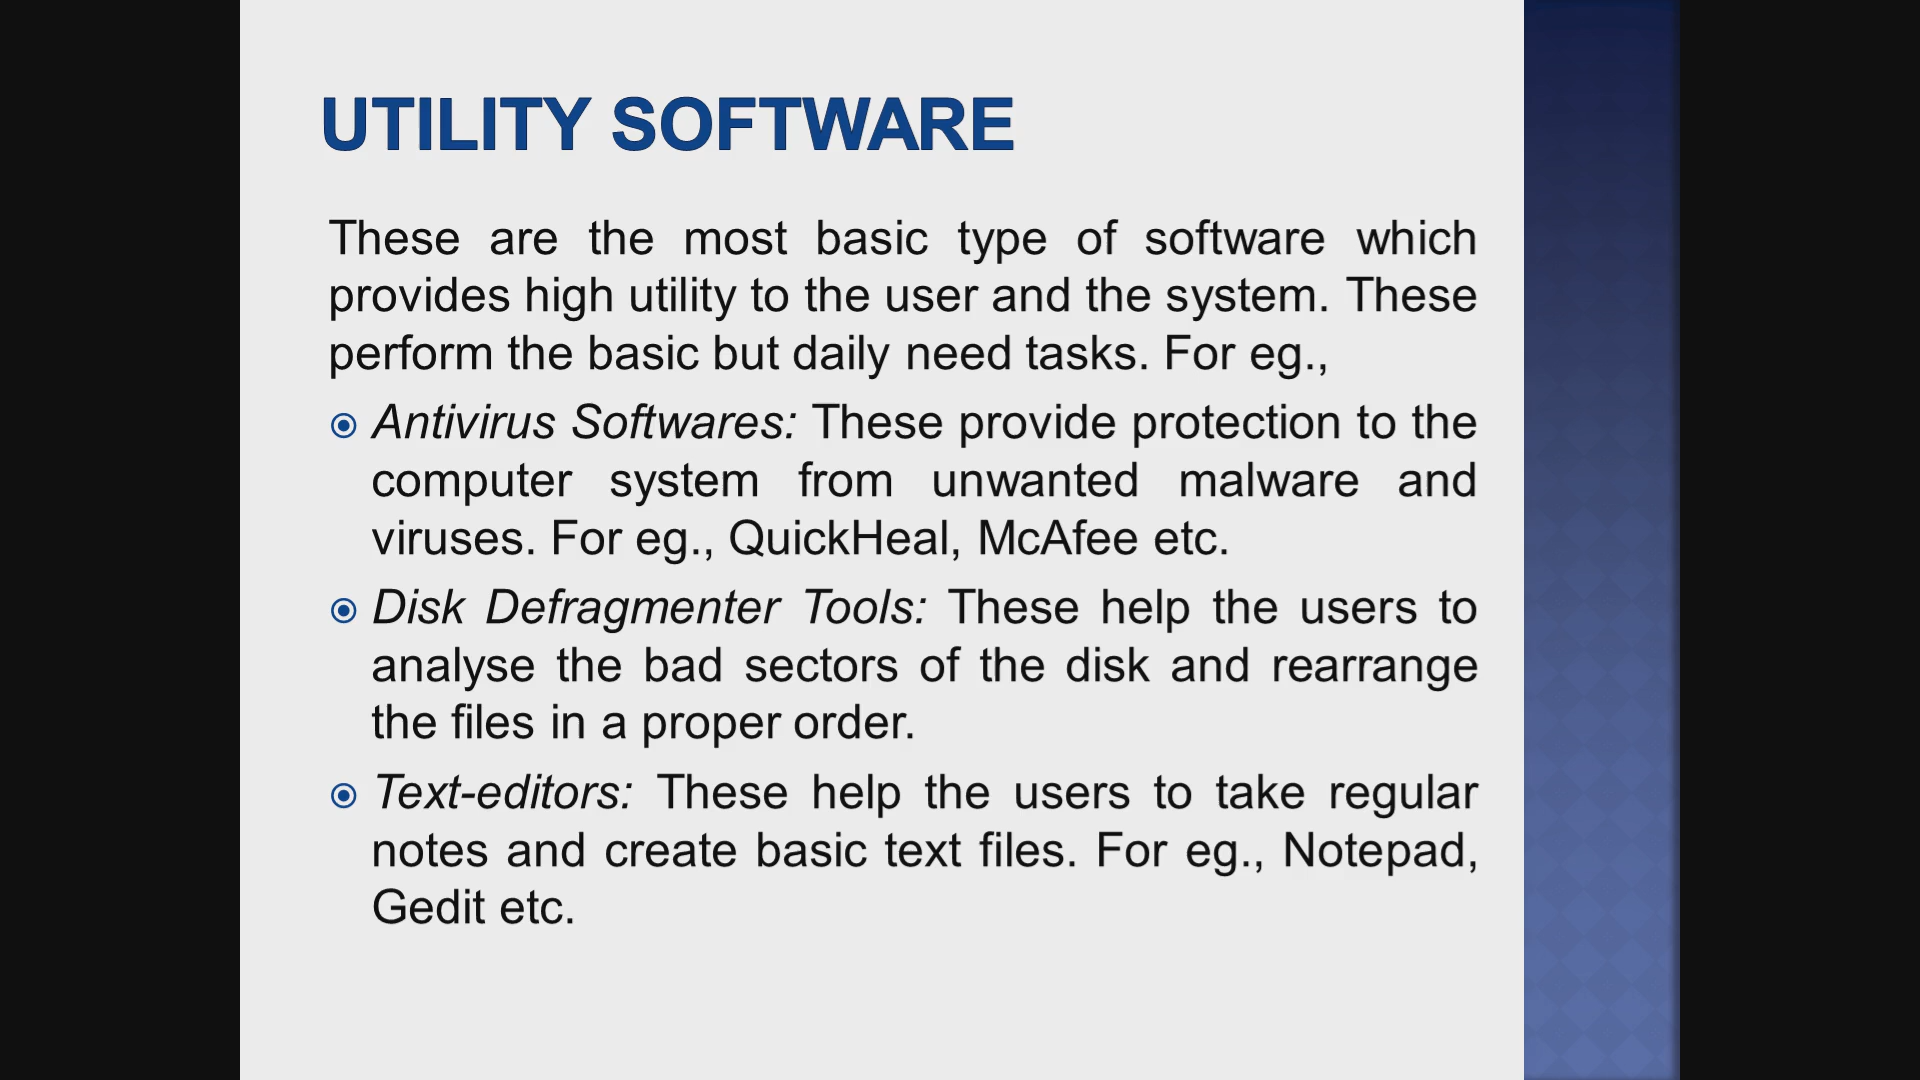 UTILITY SOFTWARE
These are the most basic type of software which
provides high utility to the user and the system. These
perform the basic but daily need tasks. For eg.,
Antivirus Softwares: These provide protection to the
computer system from unwanted malware and
viruses. For eg., QuickHeal, McAfee etc.
Disk Defragmenter Tools: These help the users to
analyse the bad sectors of the disk and rearrange
the files in a proper order.
Text-editors: These help the users to take regular
notes and create basic text files. For eg., Notepad,
Gedit etc.